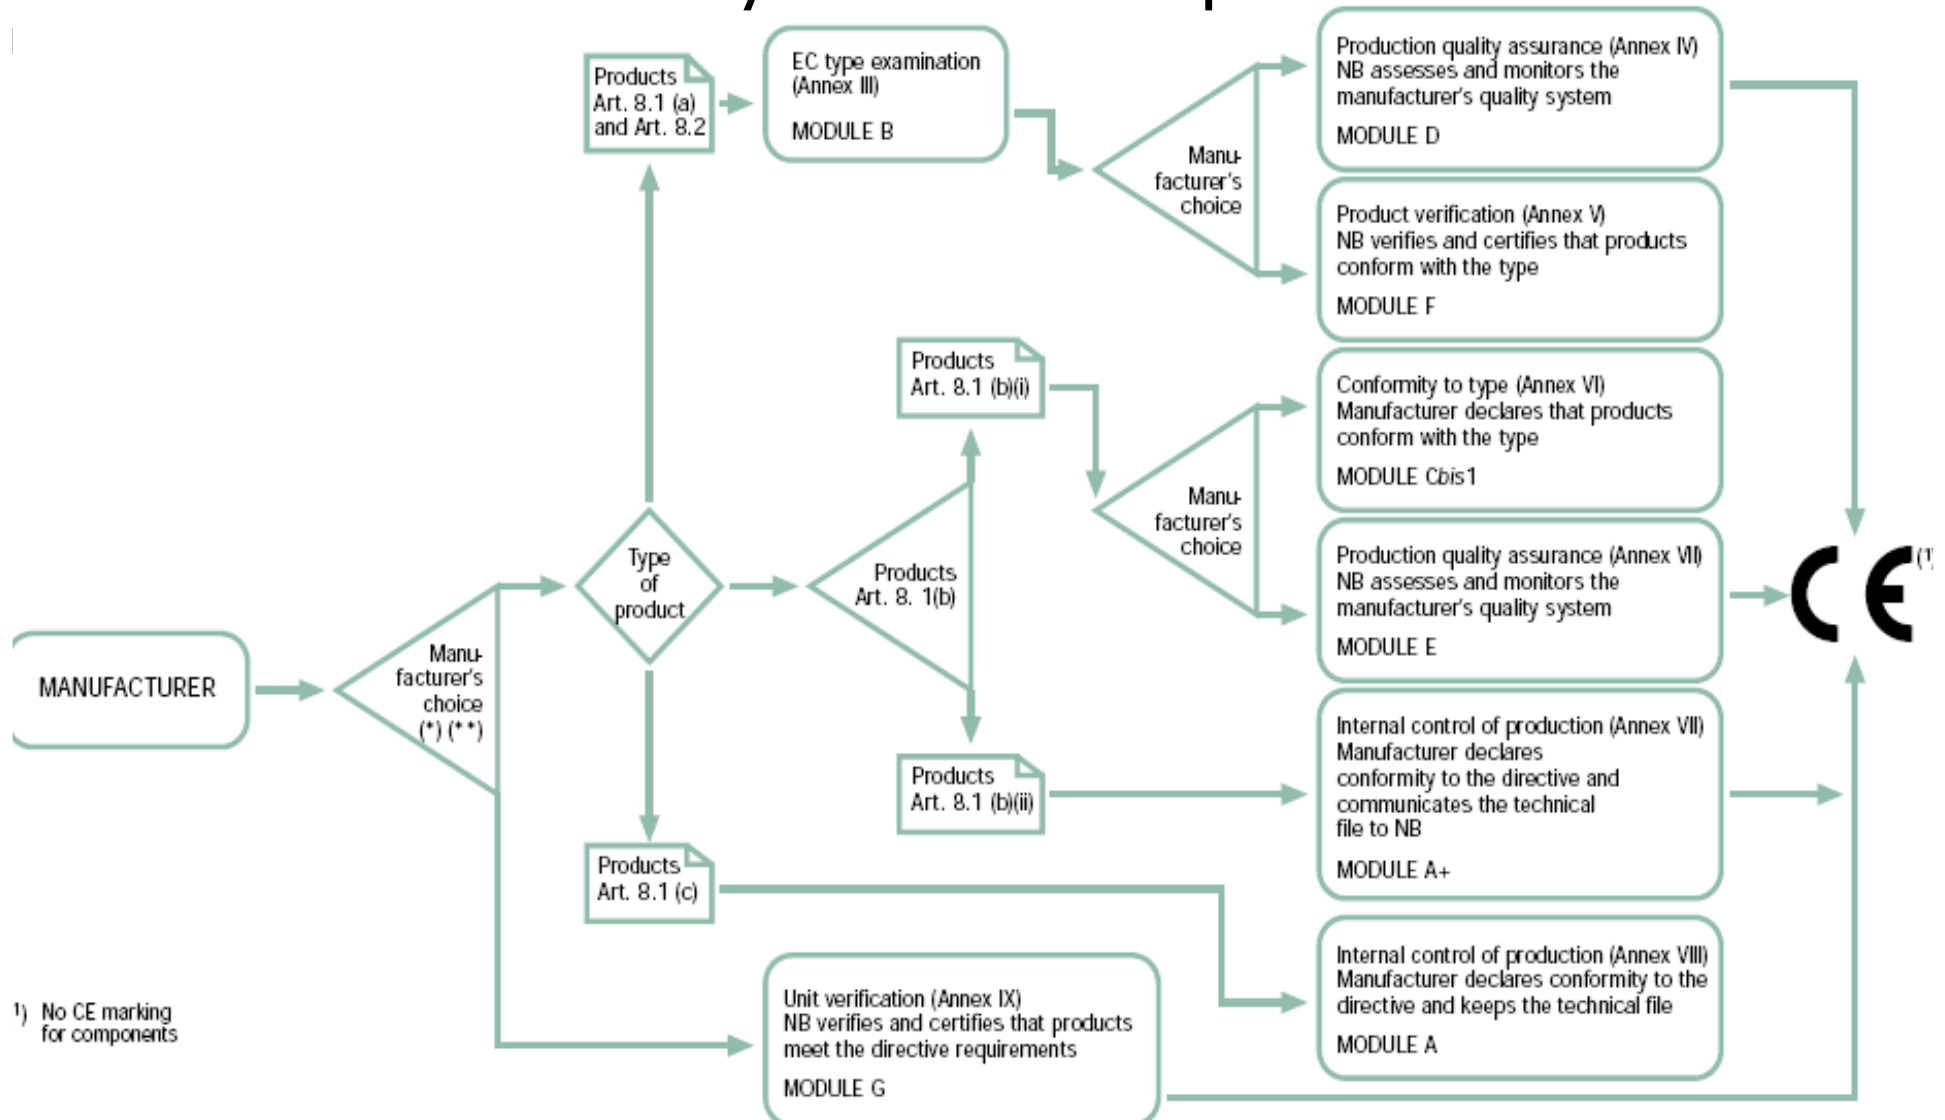 Products
Art. 8.1 (a)
and Art. 8.2
EC type examination
(Annex III)
MODULE B
Manu-
facturer's
choice
Production quality assurance (Annex IV)
NB assesses and monitors the
manufacturer's quality system
MODULE D
Product verification (Annex V)
NB verifies and certifies that products
conform with the type
MODULE F
Products
Art. 8.1 (b)(i)
Manu-
facturer's
choice
Conformity to type (Annex VI)
Manufacturer declares that products
conform with the type
MODULE Cbis1
Production quality assurance (Annex VII)
NB assesses and monitors the
manufacturer's quality system
MODULE E
CE (1)
MANUFACTURER
Manu-
facturer's
choice
(*) (**)
Type
of
product
Products
Art. 8. 1(b)
Products
Art. 8.1 (b)(ii)
Internal control of production (Annex VII)
Manufacturer declares
conformity to the directive and
communicates the technical
file to NB
MODULE A+
Products
Art. 8.1 (c)
Internal control of production (Annex VIII)
Manufacturer declares conformity to the
directive and keeps the technical file
MODULE A
Unit verification (Annex IX)
NB verifies and certifies that products
meet the directive requirements
MODULE G
1) No CE marking
for components